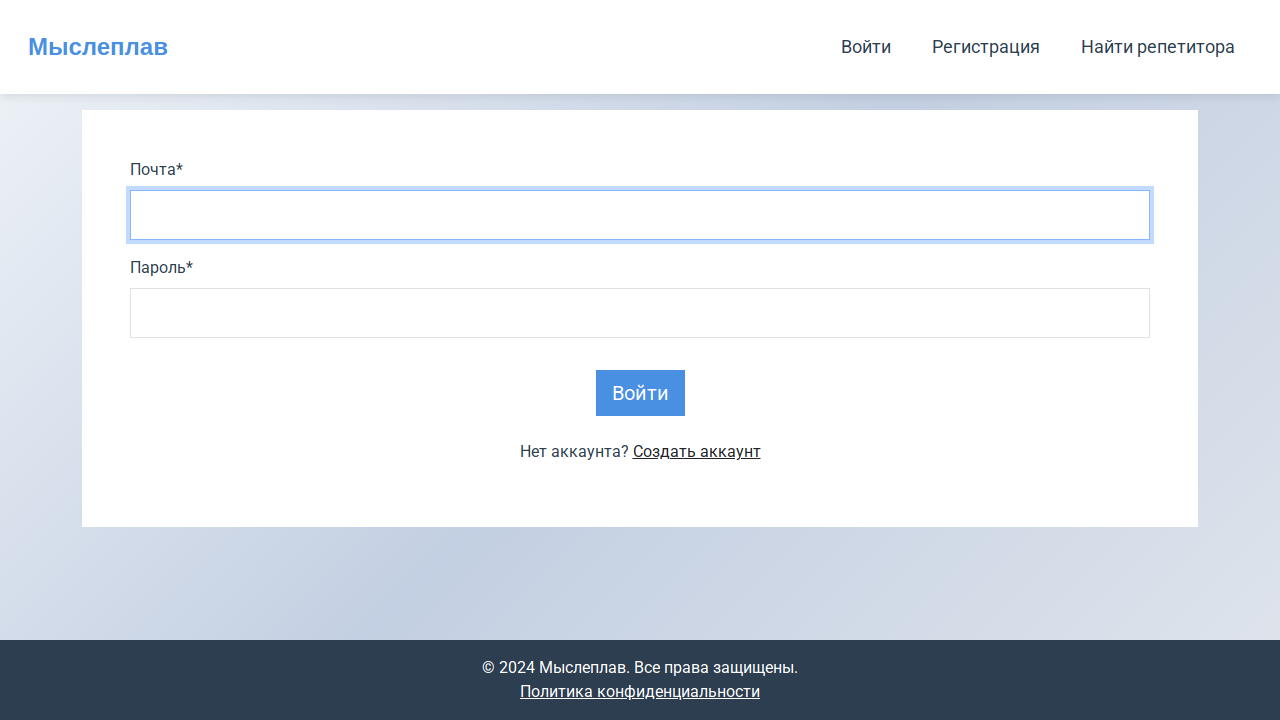 Мыслеплав
Войти
Регистрация
Найти репетитора
Почта*
Пароль*
Войти
Нет аккаунта? Создать аккаунт
© 2024 Мыслеплав. Все права защищены.
Политика конфиденциальности